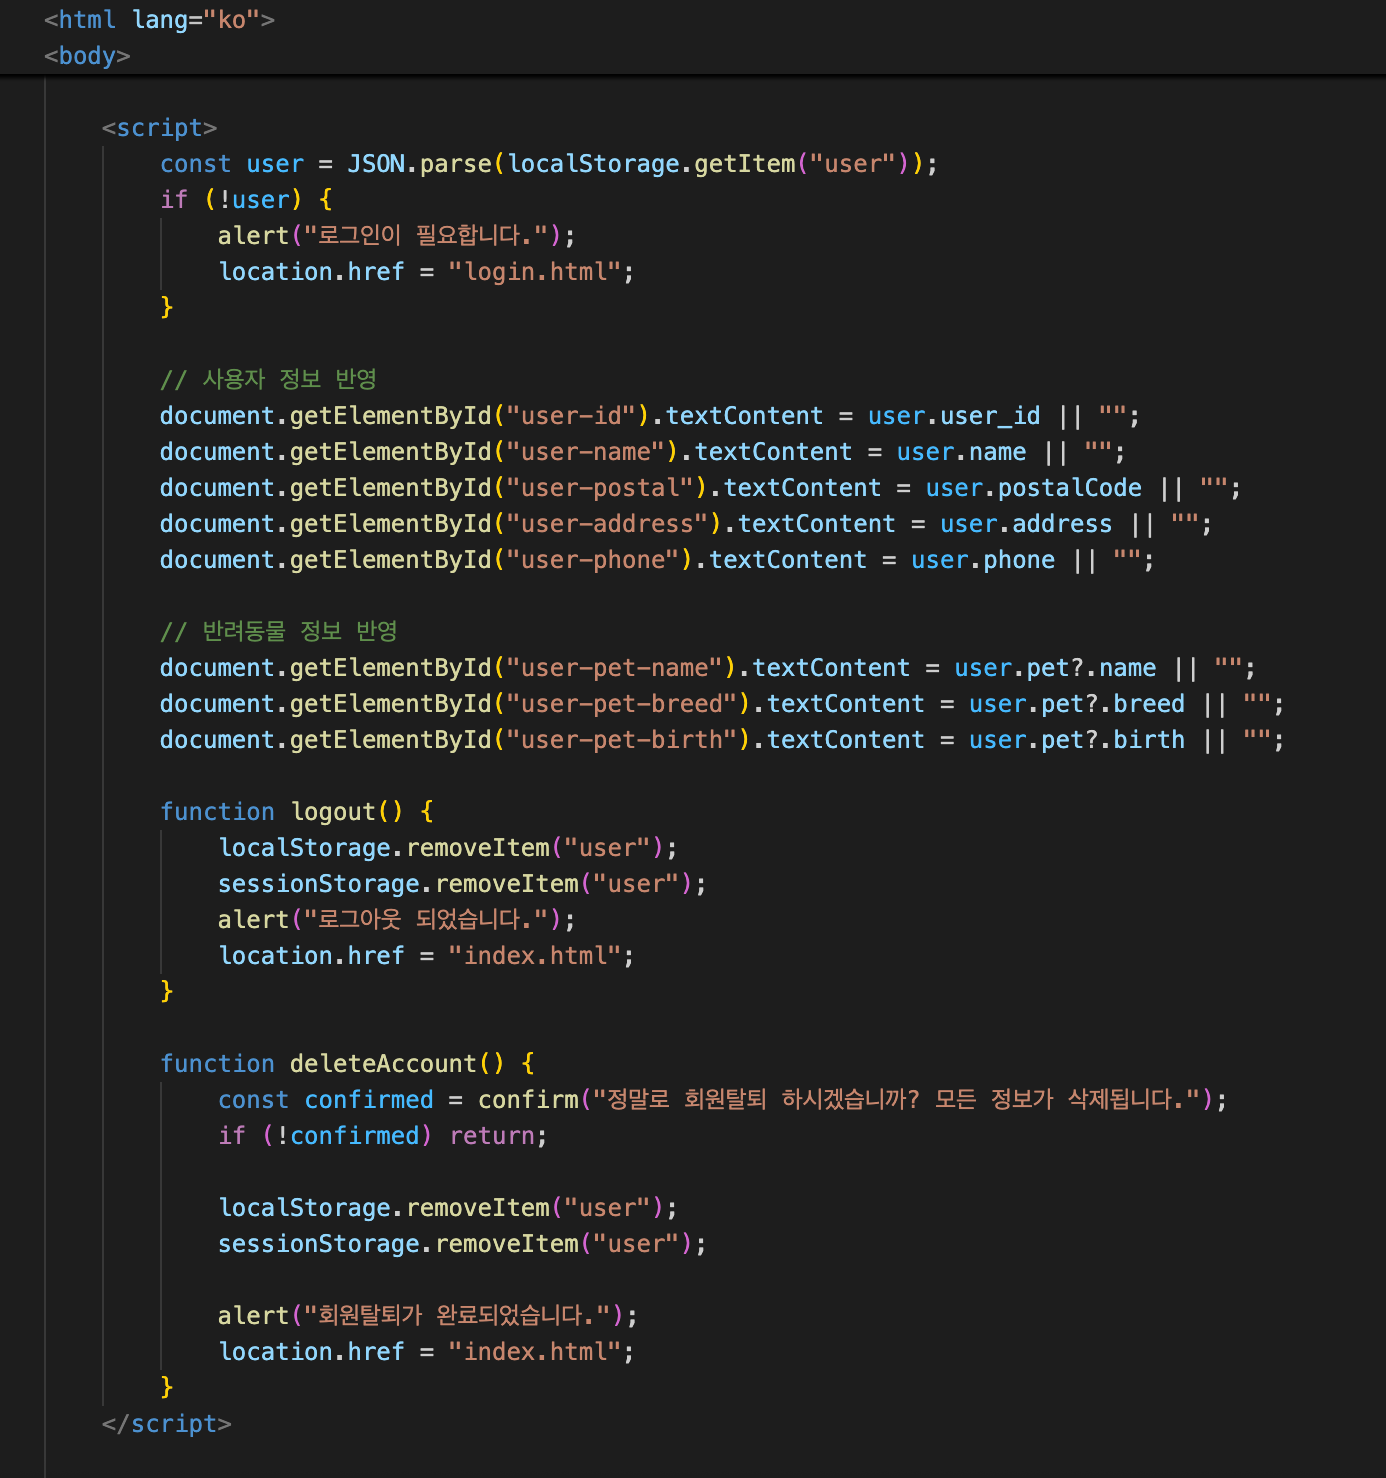 <html lang="ko">
<body>
<script>
const user = JSON.parse(localStorage.getItem("user"));
if (!user) {
alert("로그인이 필요합니다.");
location.href = "login.html";
}
// 사용자 정보 반영
document.getElementById("user-id").textContent = user.user_id || "";
document.getElementById("user-name").textContent = user.name || "";
document.getElementById("user-postal").textContent = user.postalCode || "";
document.getElementById("user-address").textContent = user.address || "";
document.getElementById("user-phone").textContent = user.phone || "";
// 반려동물 정보 반영
document.getElementById("user-pet-name").textContent = user.pet?.name || "";
document.getElementById("user-pet-breed").textContent = user.pet?.breed || "";
document.getElementById("user-pet-birth").textContent = user.pet?.birth || "";
function logout() {
localStorage.removeItem("user");
sessionStorage.removeItem("user");
alert("로그아웃 되었습니다.");
location.href = "index.html";
}
function deleteAccount() {
const confirmed = confirm("정말로 회원탈퇴 하시겠습니까? 모든 정보가 삭제됩니다.");
if (!confirmed) return;
localStorage.removeItem("user");
sessionStorage.removeItem("user");
alert("회원탈퇴가 완료되었습니다.");
location.href = "index.html";
}
</script>